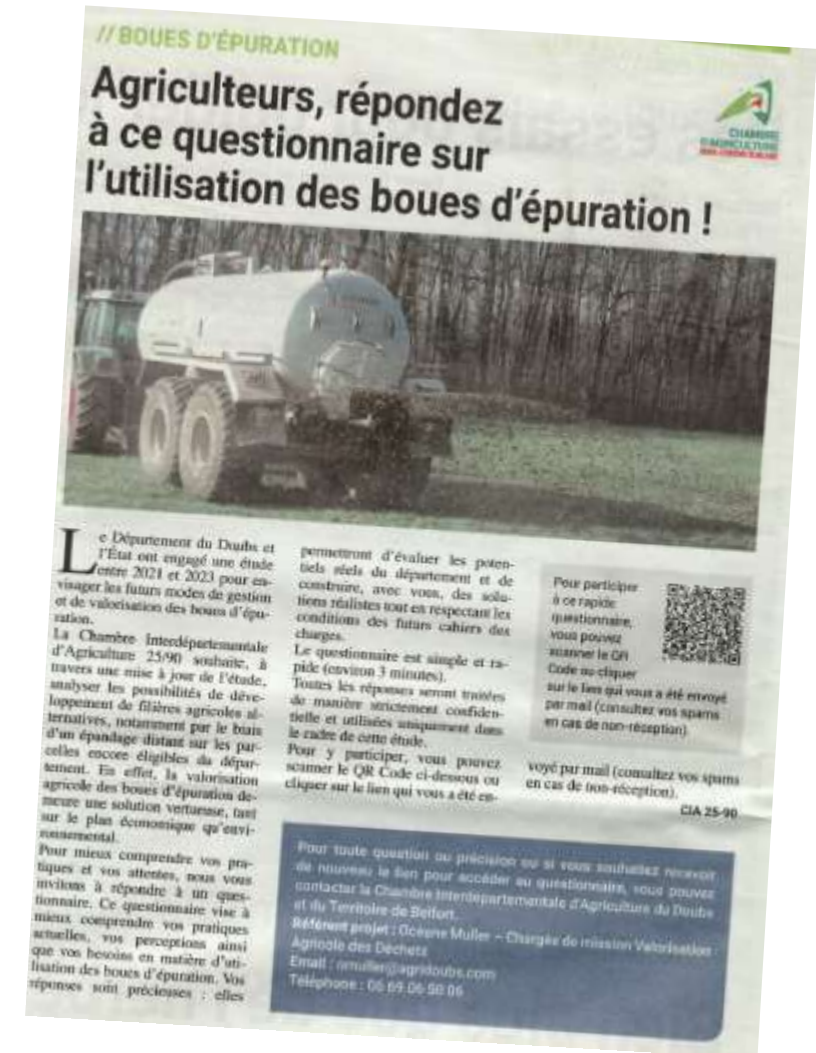 // BOUES D'ÉPURATION
Agriculteurs, répondez
à ce questionnaire sur
l'utilisation des boues d'épuration !
CHAMBRE
D'AGRICULTURE
Le Département du Doubs et
l'État ont engagé une étude
entre 2021 et 2023 pour en-
visager les futurs modes de gestion
et de valorisation des boues d'épu-
ration.
La Chambre Interdépartementale
d'Agriculture 25/90 souhaite, à
travers une mise à jour de l'étude,
analyser les possibilités de déve-
loppement de filières agricoles al-
ternatives, notamment par le biais
d'un épandage distant sur les par-
celles encore éligibles du dépar-
tement. En effet, la valorisation
agricole des boues d'épuration de-
meure une solution vertueuse, tant
sur le plan économique qu'envi-
ronnemental.
Pour mieux comprendre vos pra-
tiques et vos attentes, nous vous
invitons à répondre à un ques-
tionnaire. Ce questionnaire vise à
mieux comprendre vos pratiques
actuelles, vos perceptions ainsi
que vos besoins en matière d'uti-
lisation des boues d'épuration. Vos
réponses sont précieuses : elles
permettront d'évaluer les poten-
tiels réels du département et de
construire, avec vous, des solu-
tions réalistes tout en respectant les
conditions des futurs cahiers des
charges.
Le questionnaire est simple et ra-
pide (environ 3 minutes).
Toutes les réponses seront traitées
de manière strictement confiden-
tielle et utilisées uniquement dans
le cadre de cette étude.
Pour y participer, vous pouvez
scanner le QR Code ci-dessous ou
cliquer sur le lien qui vous a été en-
voyé par mail (consultez vos spams
en cas de non-réception).
CIA 25-90
Pour participer
à ce rapide
questionnaire,
vous pouvez
scanner le QR
Code ou cliquer
sur le lien qui vous a été envoyé
par mail (consultez vos spams
en cas de non-réception)
Pour toute question ou précision ou si vous souhaitez recevoir
de nouveau le lien pour accéder au questionnaire, vous pouvez
contacter la Chambre Interdépartementale d'Agriculture du Doubs
et du Territoire de Belfort.
Référent projet : Océane Muller – Chargée de mission Valorisation
Agricole des Déchets
Email : omuller@agridoubs.com
Téléphone : 06 69 06 50 06